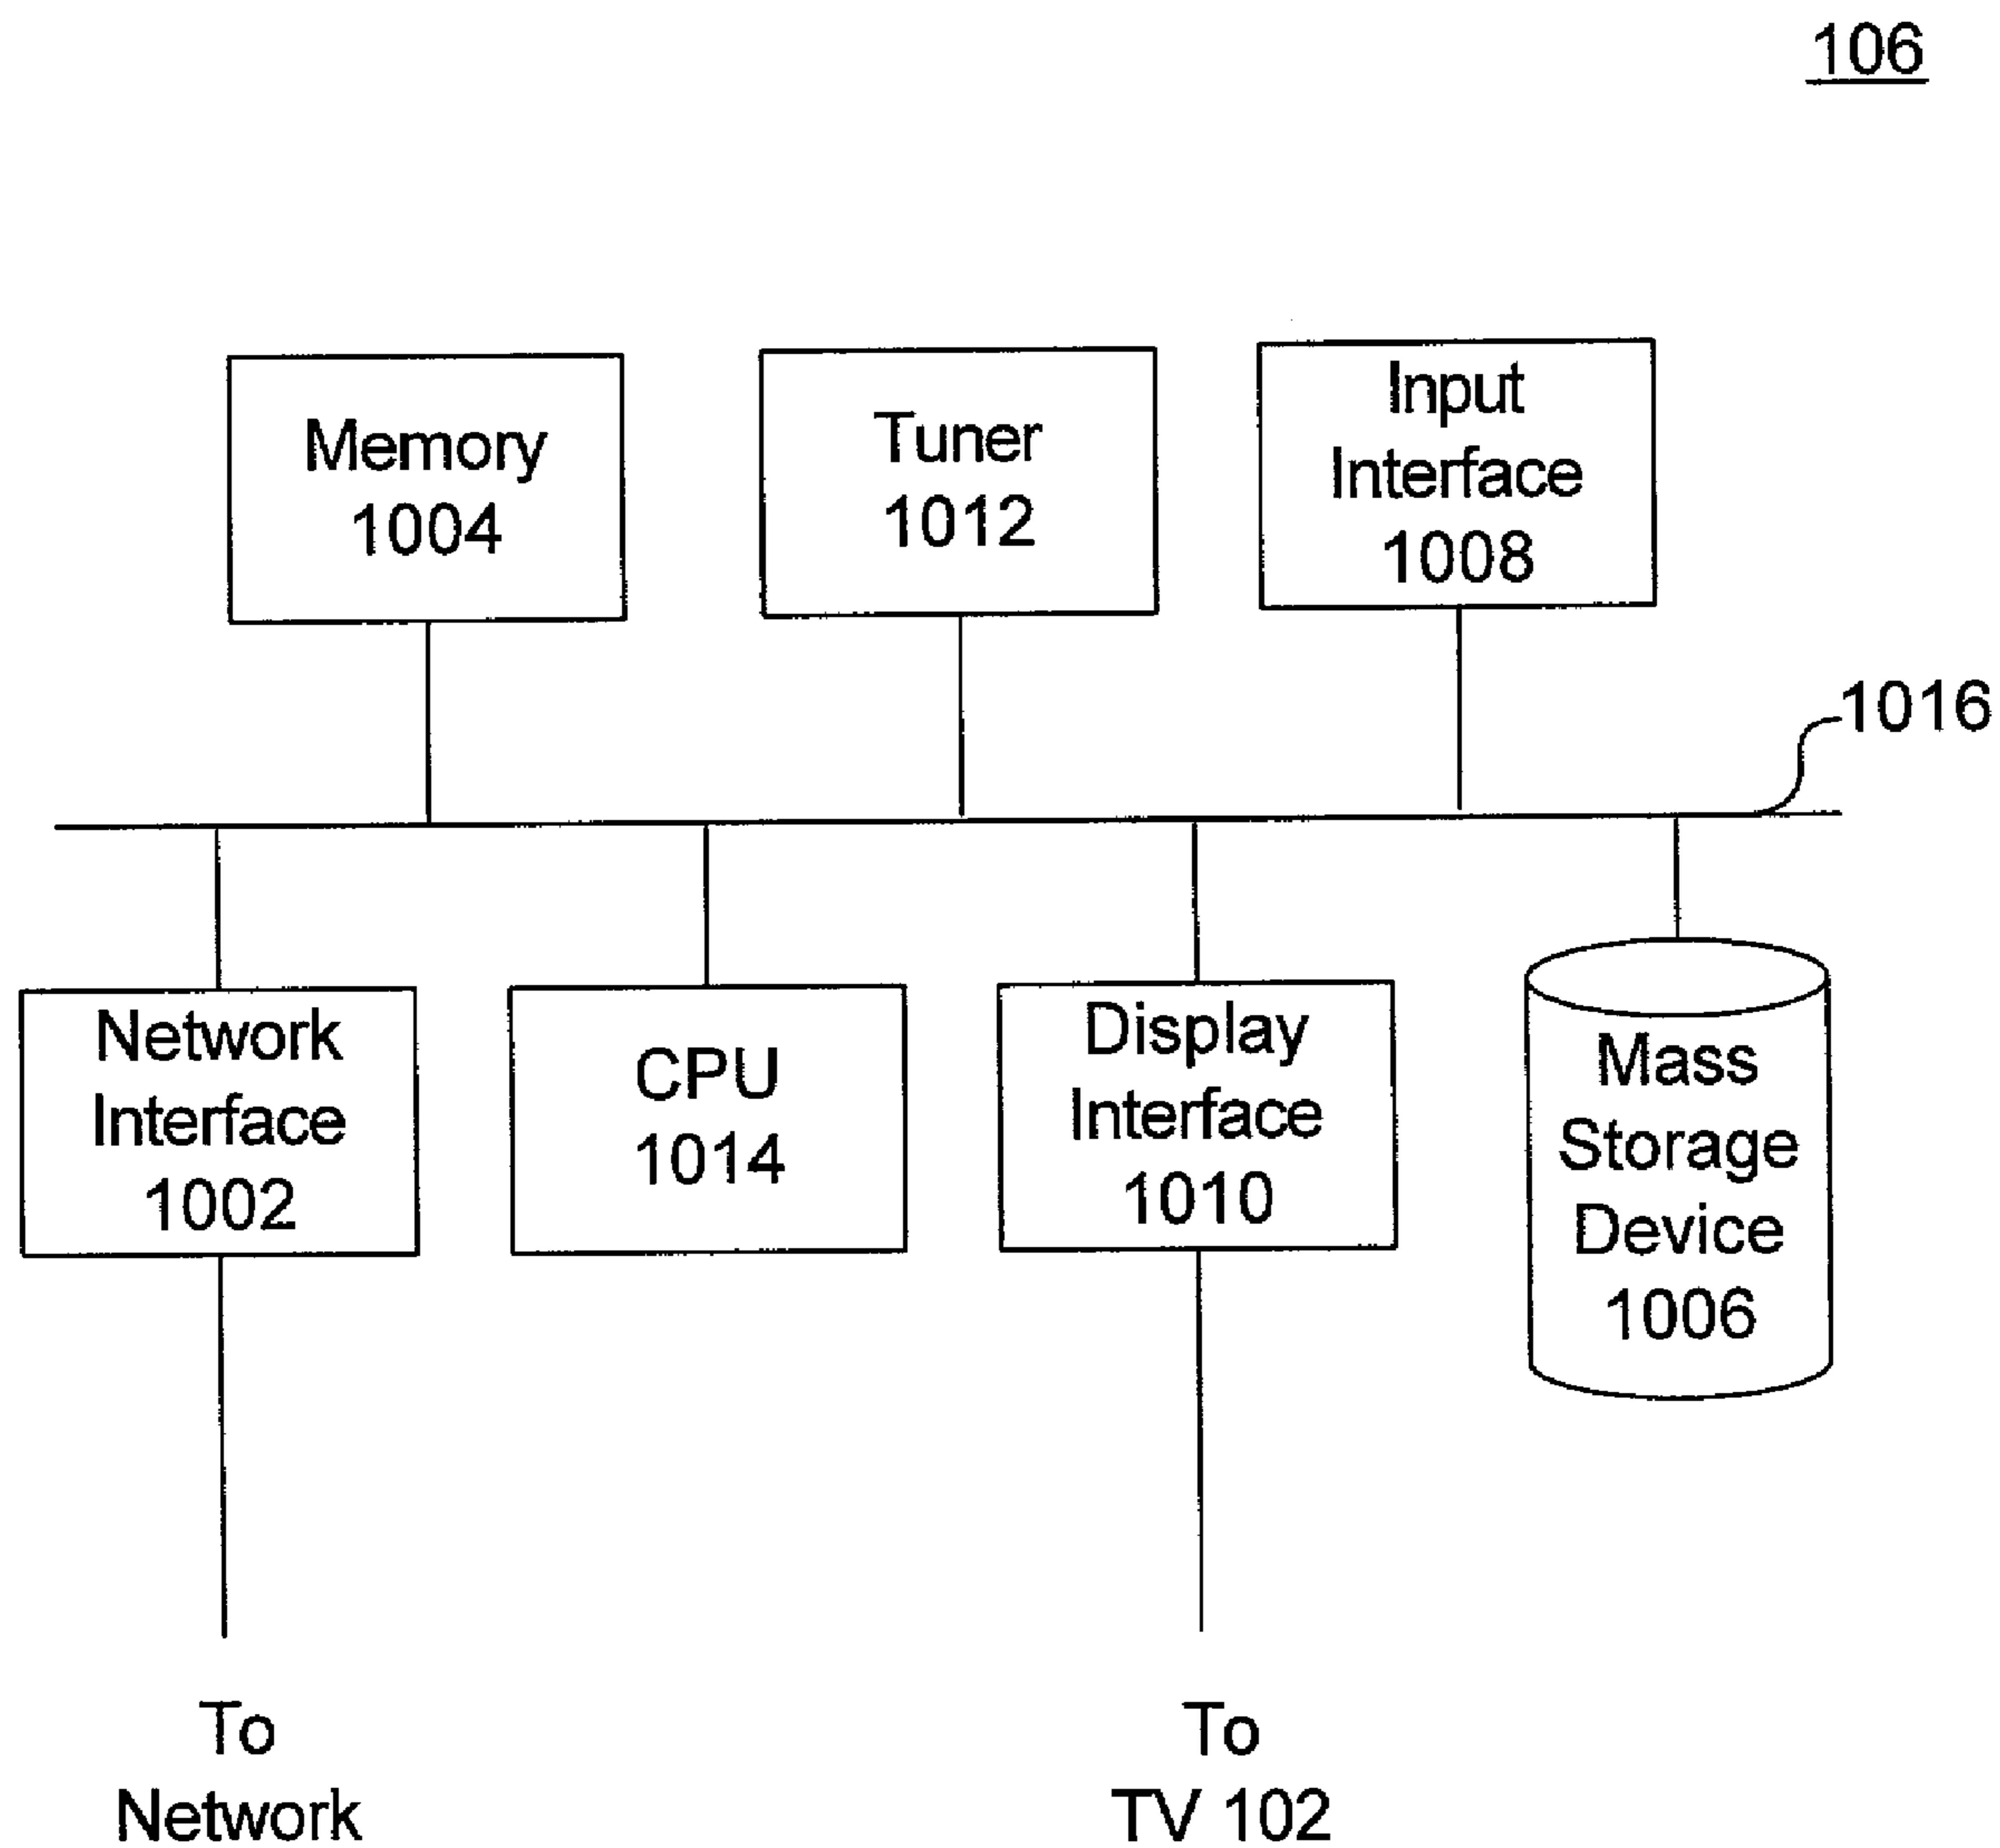 106
Memory
1004
Tuner
1012
Input
Interface
1008
1016
Network
Interface
1002
CPU
1014
Display
Interface
1010
Mass
Storage
Device
1006
To
Network
To
TV 102